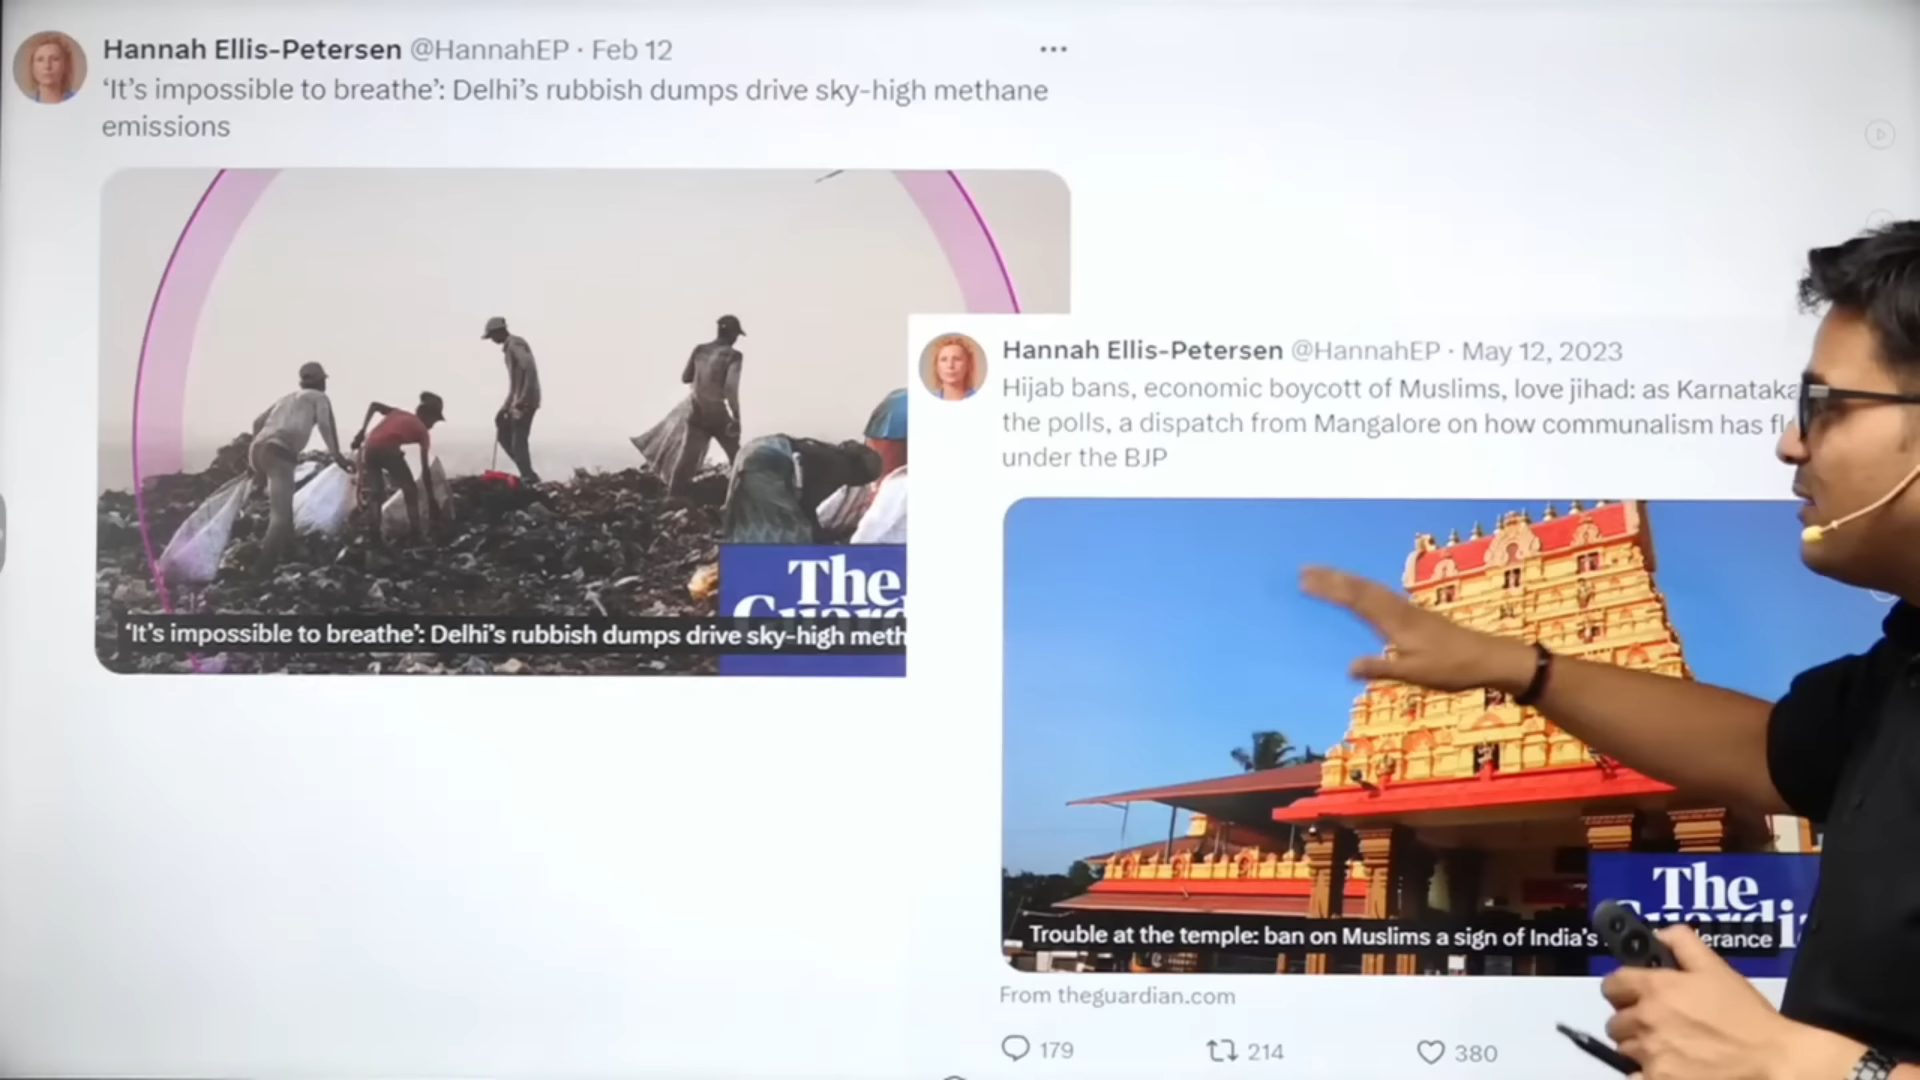 Hannah Ellis-Petersen @HannahEP · Feb 12
‘It’s impossible to breathe’: Delhi’s rubbish dumps drive sky-high methane
emissions
The
‘It’s impossible to breathe’: Delhi’s rubbish dumps drive sky-high meth
Hannah Ellis-Petersen @HannahEP · May 12, 2023
Hijab bans, economic boycott of Muslims, love jihad: as Karnataka
the polls, a dispatch from Mangalore on how communalism has fl
under the BJP
The
Trouble at the temple: ban on Muslims a sign of India’s erance
From theguardian.com
179 214 380